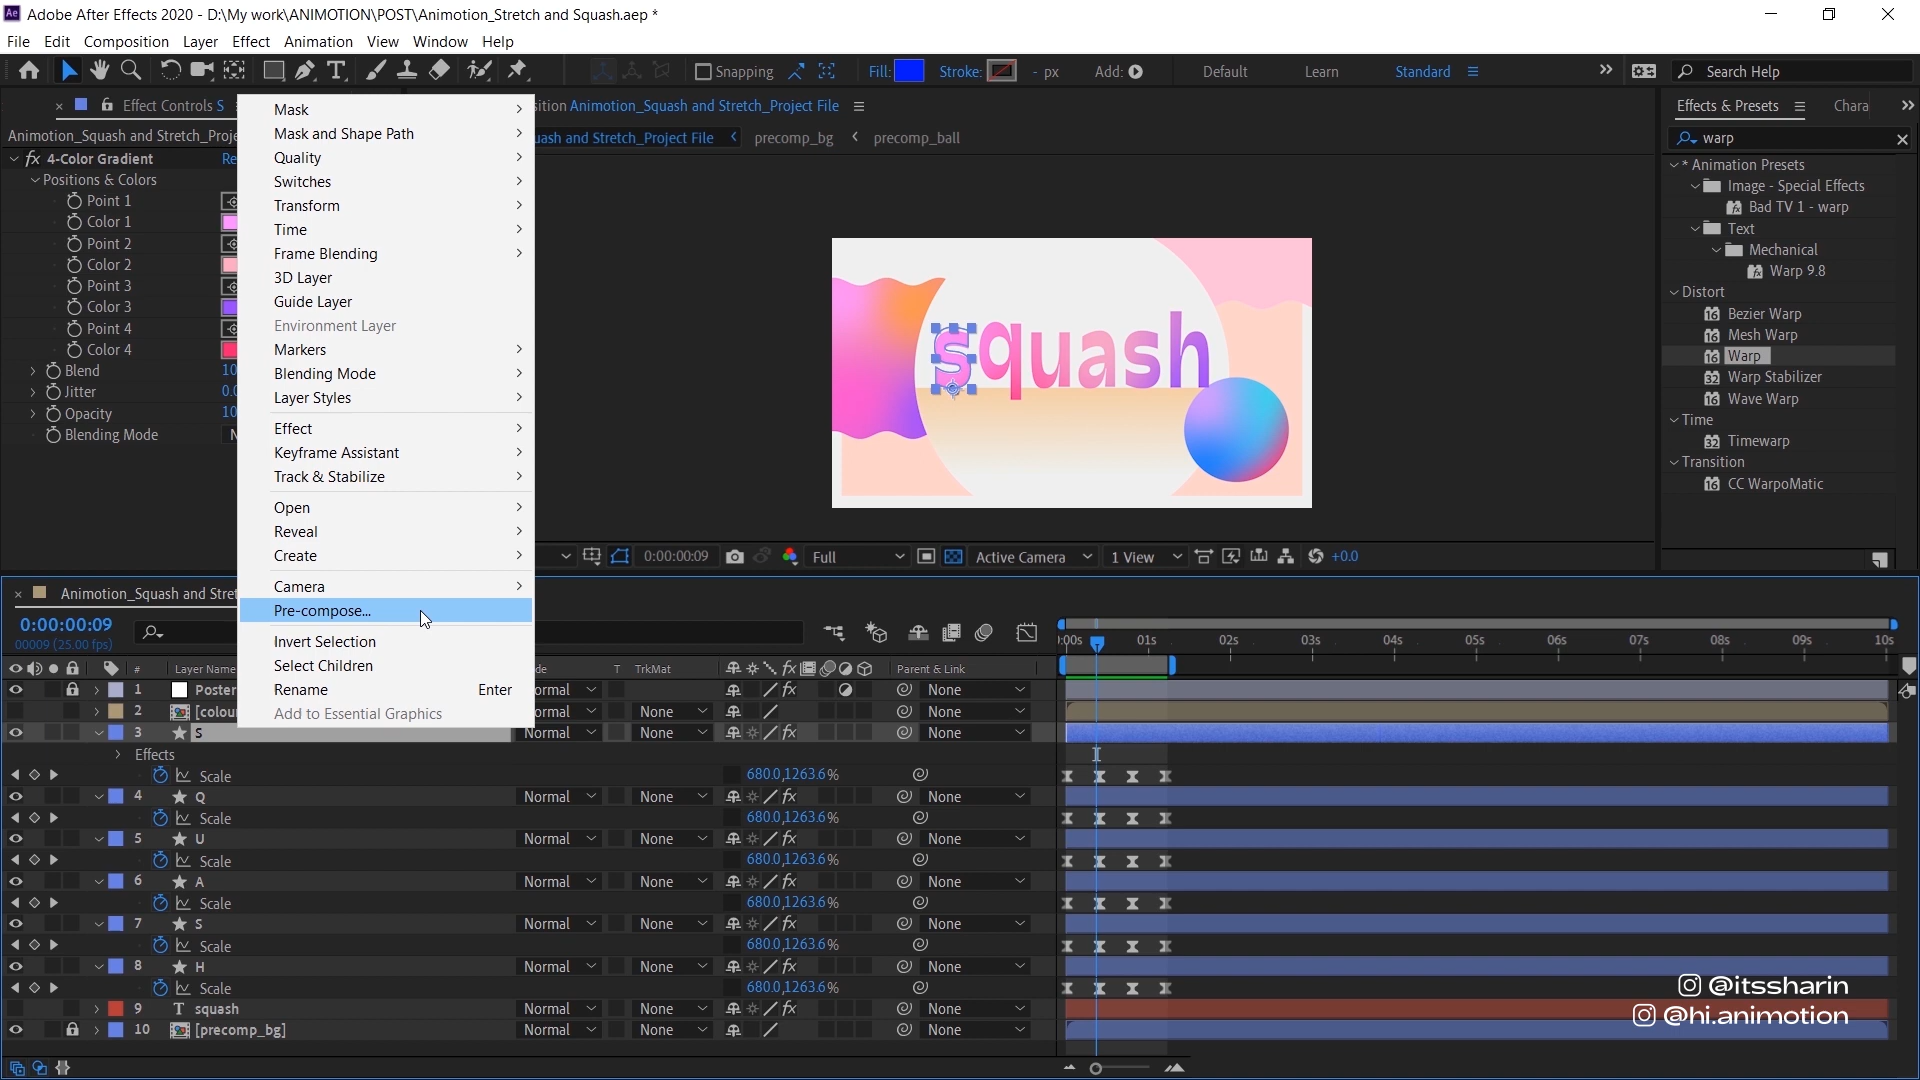 Adobe After Effects 2020 - D:\My work\ANIMOTION\POST\Animotion_Stretch and Squash.aep *
File Edit Composition Layer Effect Animation View Window Help
Snapping Fill: Stroke: - px Add: Default Learn Standard Search Help
Effect Controls S
sition Animotion_Squash and Stretch_Project File
Effects & Presets Chara
Animotion_Squash and Stretch_Proje
uash and Stretch_Project File precomp_bg precomp_ball
warp
fx 4-Color Gradient Re
Positions & Colors
Point 1
Color 1
Point 2
Color 2
Point 3
Color 3
Point 4
Color 4
Blend 10
Jitter 0.0
Opacity 10
Blending Mode N
Mask
Mask and Shape Path
Quality
Switches
Transform
Time
Frame Blending
3D Layer
Guide Layer
Environment Layer
Markers
Blending Mode
Layer Styles
Effect
Keyframe Assistant
Track & Stabilize
Open
Reveal
Create
Camera
Pre-compose...
Invert Selection
Select Children
Rename Enter
Add to Essential Graphics
squash
* Animation Presets
Image - Special Effects
Bad TV 1 - warp
Text
Mechanical
Warp 9.8
Distort
Bezier Warp
Mesh Warp
Warp
Warp Stabilizer
Wave Warp
Time
Timewarp
Transition
CC WarpoMatic
0:00:00:09 Full Active Camera 1 View +0.0
Animotion_Squash and Stret
0:00:00:09
00009 (25.00 fps)
:00s 01s 02s 03s 04s 05s 06s 07s 08s 09s 10s
# Layer Name de T TrkMat fx Parent & Link
1 Poster ormal fx None
2 [colou ormal None None
3 S Normal None fx None
Effects
Scale 680.0,1263.6%
4 Q Normal None fx None
Scale 680.0,1263.6%
5 U Normal None fx None
Scale 680.0,1263.6%
6 A Normal None fx None
Scale 680.0,1263.6%
7 S Normal None fx None
Scale 680.0,1263.6%
8 H Normal None fx None
Scale 680.0,1263.6%
9 T squash Normal None fx None
10 [precomp_bg] Normal None None
@itssharin
@hi.animotion